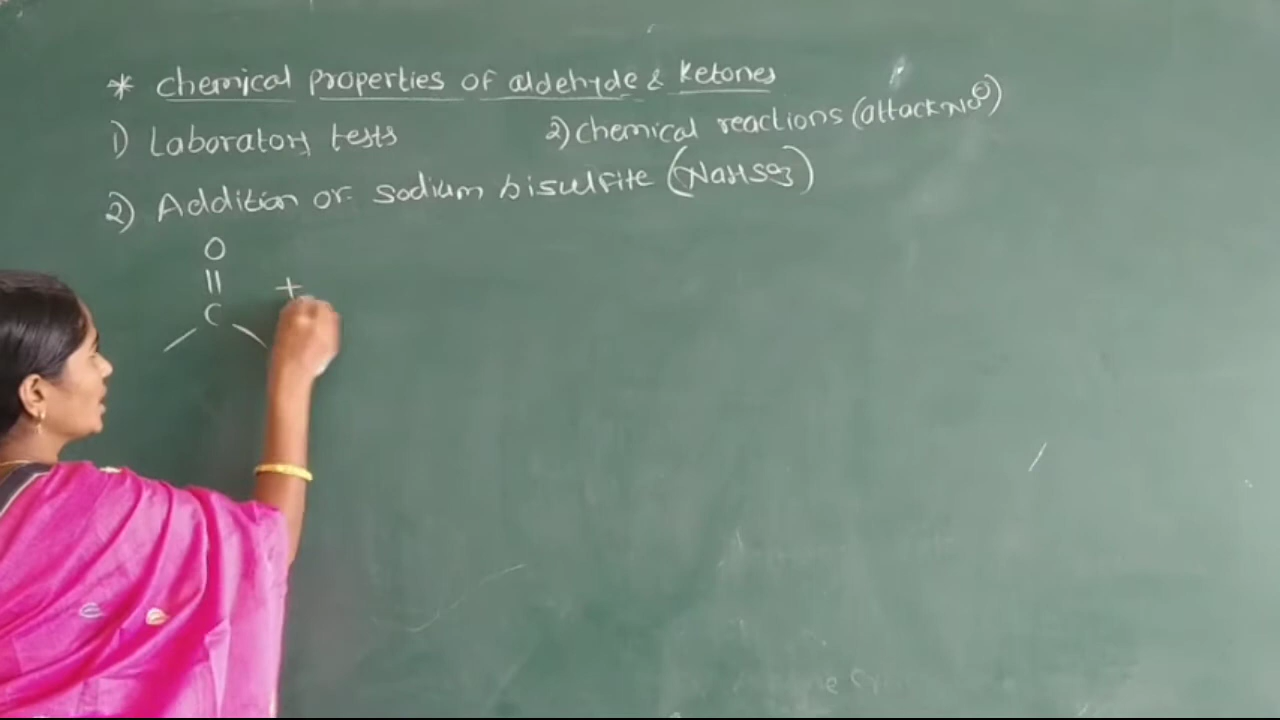 * Chemical properties of aldehyde & Ketones
1) Laboratory tests 2) Chemical reactions (attack Nu⊖)
2) Addition of sodium bisulfite (NaHSO3)
O
||
C +